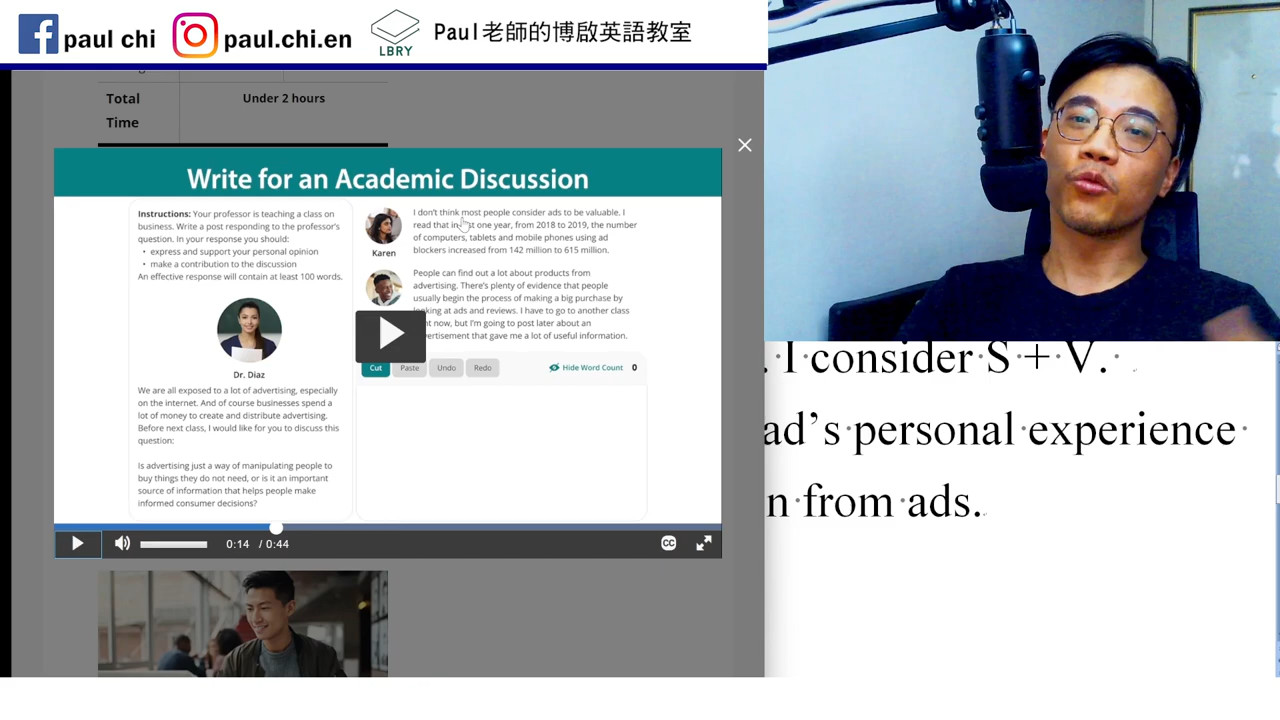 paul chi
paul.chi.en
LBRY
Paul老師的博啟英語教室
Total
Time
Under 2 hours
Write for an Academic Discussion
Instructions: Your professor is teaching a class on
business. Write a post responding to the professor's
question. In your response you should:
• express and support your personal opinion
• make a contribution to the discussion
An effective response will contain at least 100 words.
Dr. Diaz
We are all exposed to a lot of advertising, especially
on the internet. And of course businesses spend a
lot of money to create and distribute advertising.
Before next class, I would like for you to discuss this
question:
Is advertising just a way of manipulating people to
buy things they do not need, or is it an important
source of information that helps people make
informed consumer decisions?
I don't think most people consider ads to be valuable. I
read that in one year, from 2018 to 2019, the number
of computers, tablets and mobile phones using ad
blockers increased from 142 million to 615 million.
Karen
People can find out a lot about products from
advertising. There's plenty of evidence that people
usually begin the process of making a big purchase by
at ads and reviews. I have to go to another class
now, but I'm going to post later about an
that gave me a lot of useful information.
Cut
Paste
Undo
Redo
Hide Word Count
0
0:14 / 0:44
CC
. I consider S + V.
ad's personal experience
n from ads.